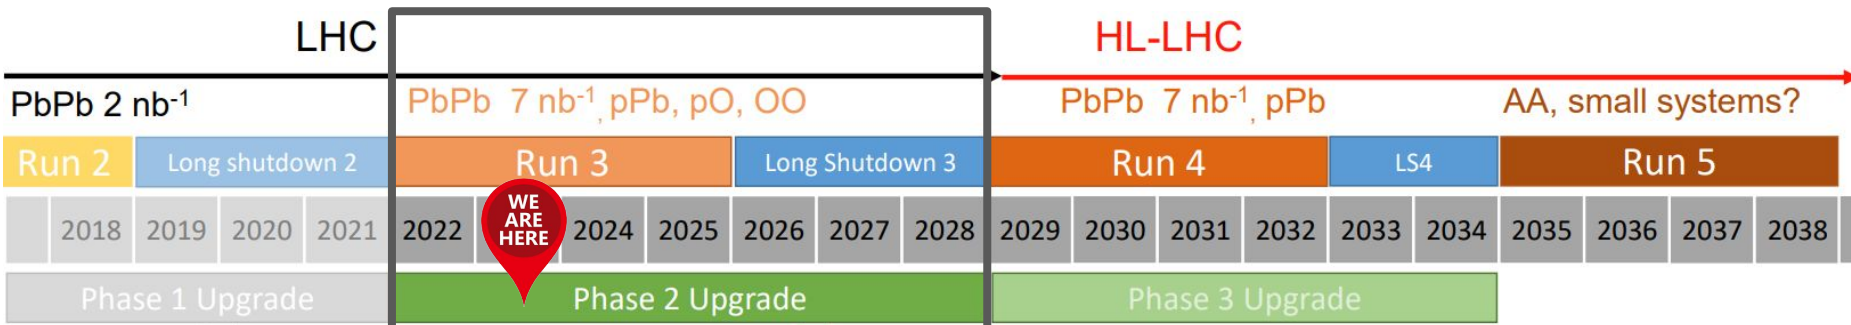 LHC HL-LHC
PbPb 2 nb-1 PbPb 7 nb-1, pPb, pO, OO PbPb 7 nb-1, pPb AA, small systems?
Run 2 Long shutdown 2 Run 3 Long Shutdown 3 Run 4 LS4 Run 5
WE
ARE
HERE
2018 2019 2020 2021 2022 2024 2025 2026 2027 2028 2029 2030 2031 2032 2033 2034 2035 2036 2037 2038
Phase 1 Upgrade Phase 2 Upgrade Phase 3 Upgrade